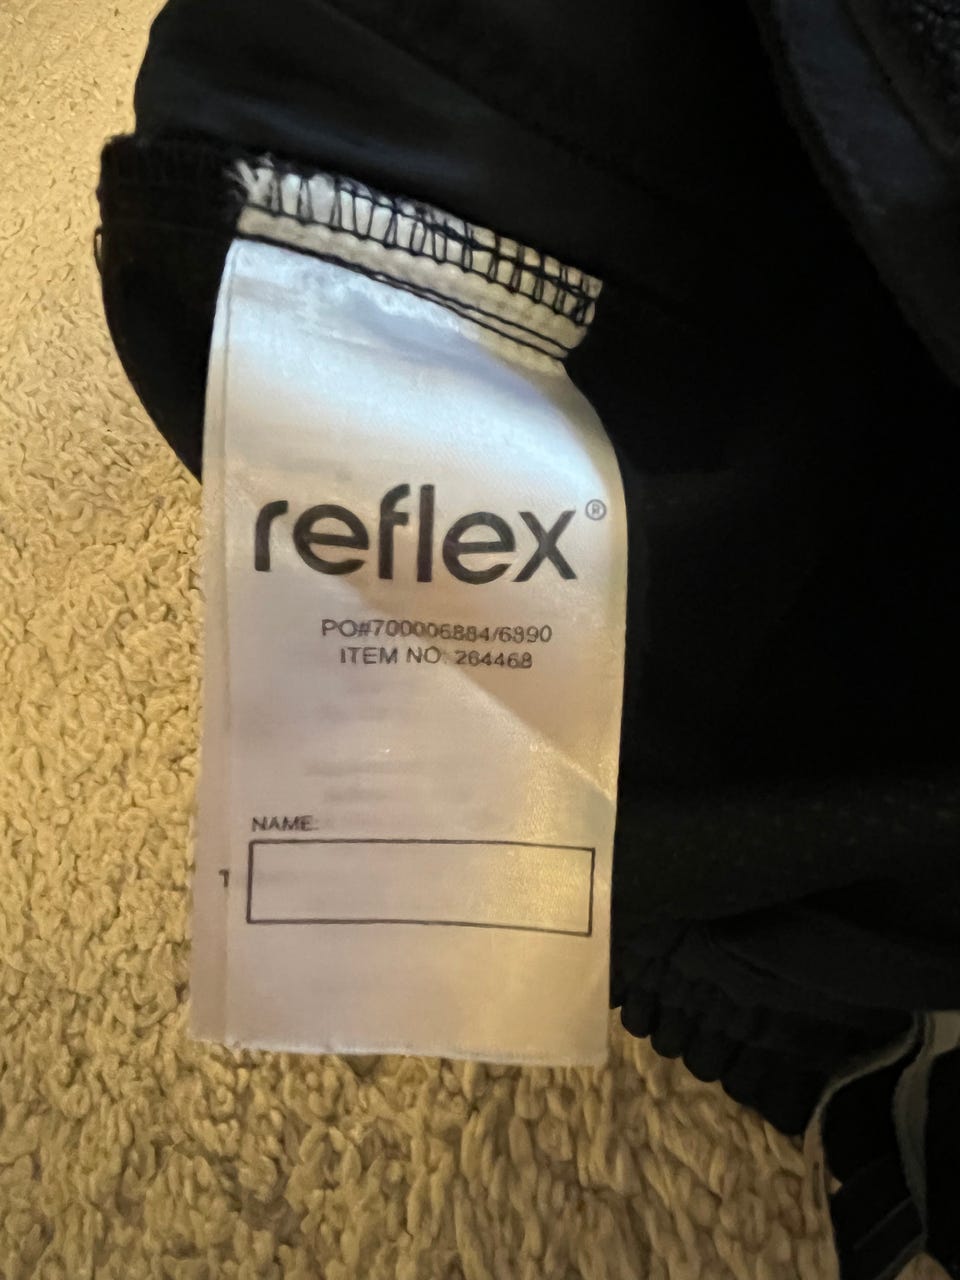 reflex®
PO#700006884/6890
ITEM NO: 264468
NAME:
T